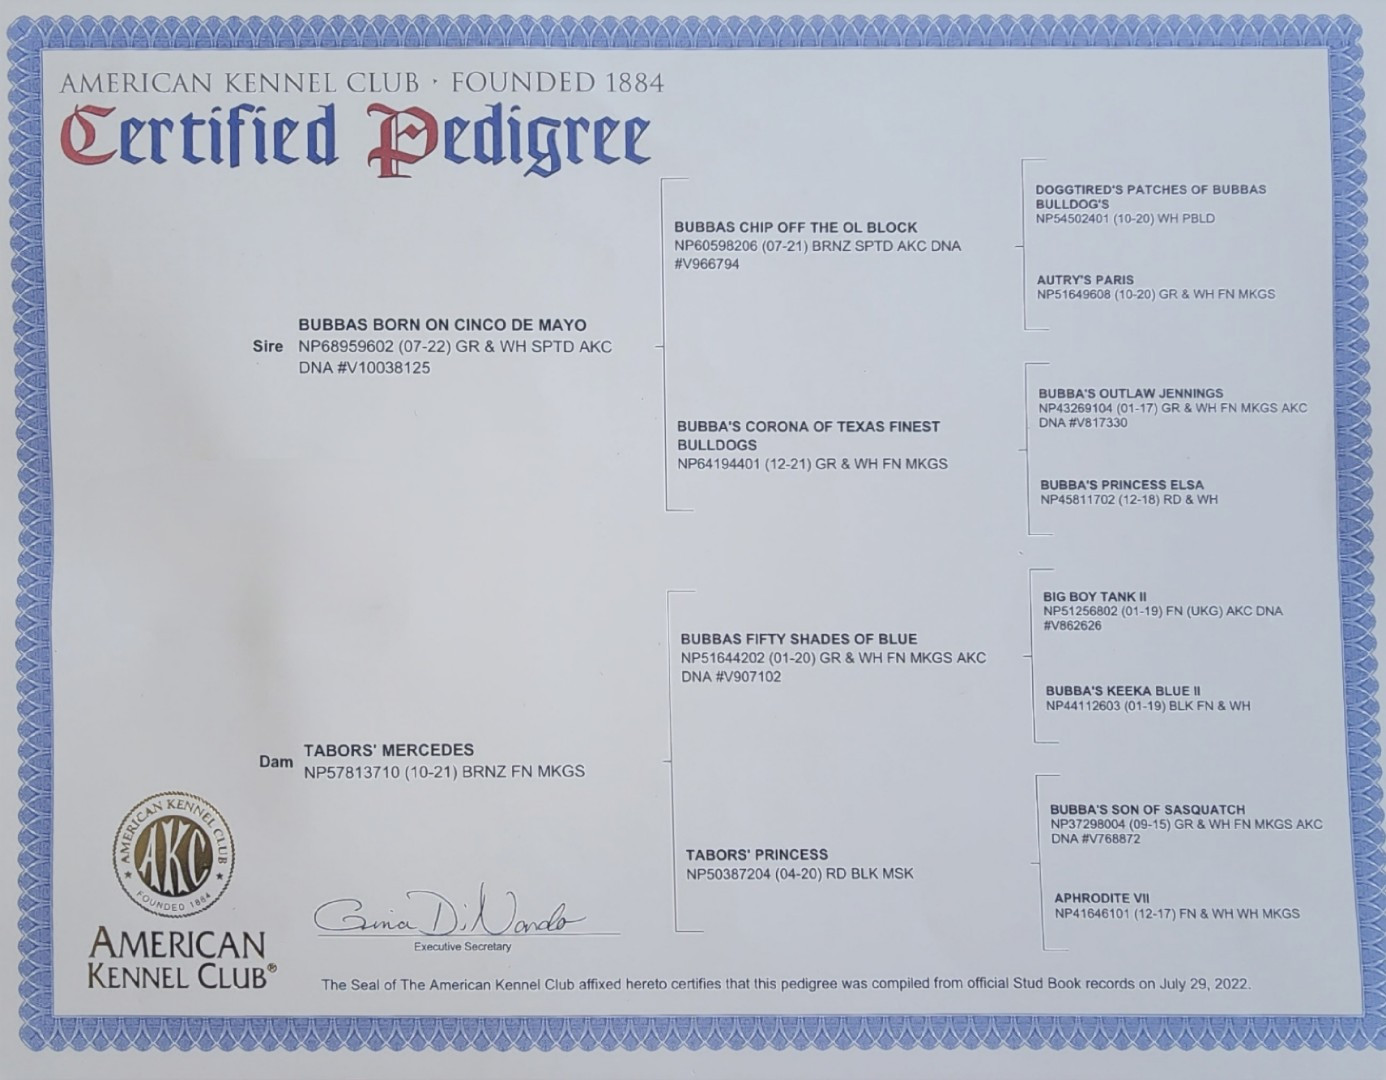 AMERICAN KENNEL CLUB · FOUNDED 1884
Certified Pedigree
Sire
BUBBAS BORN ON CINCO DE MAYO
NP68959602 (07-22) GR & WH SPTD AKC
DNA #V10038125
BUBBAS CHIP OFF THE OL BLOCK
NP60598206 (07-21) BRNZ SPTD AKC DNA
#V966794
DOGGTIRED'S PATCHES OF BUBBAS
BULLDOG'S
NP54502401 (10-20) WH PBLD
AUTRY'S PARIS
NP51649608 (10-20) GR & WH FN MKGS
BUBBA'S CORONA OF TEXAS FINEST
BULLDOGS
NP64194401 (12-21) GR & WH FN MKGS
BUBBA'S OUTLAW JENNINGS
NP43269104 (01-17) GR & WH FN MKGS AKC
DNA #V817330
BUBBA'S PRINCESS ELSA
NP45811702 (12-18) RD & WH
Dam
TABORS' MERCEDES
NP57813710 (10-21) BRNZ FN MKGS
BUBBAS FIFTY SHADES OF BLUE
NP51644202 (01-20) GR & WH FN MKGS AKC
DNA #V907102
BIG BOY TANK II
NP51256802 (01-19) FN (UKG) AKC DNA
#V862626
BUBBA'S KEEKA BLUE II
NP44112603 (01-19) BLK FN & WH
TABORS' PRINCESS
NP50387204 (04-20) RD BLK MSK
BUBBA'S SON OF SASQUATCH
NP37298004 (09-15) GR & WH FN MKGS AKC
DNA #V768872
APHRODITE VII
NP41646101 (12-17) FN & WH WH MKGS
AMERICAN KENNEL CLUB
AKC
FOUNDED 1884
AMERICAN
KENNEL CLUB®
Gina DiNardo
Executive Secretary
The Seal of The American Kennel Club affixed hereto certifies that this pedigree was compiled from official Stud Book records on July 29, 2022.